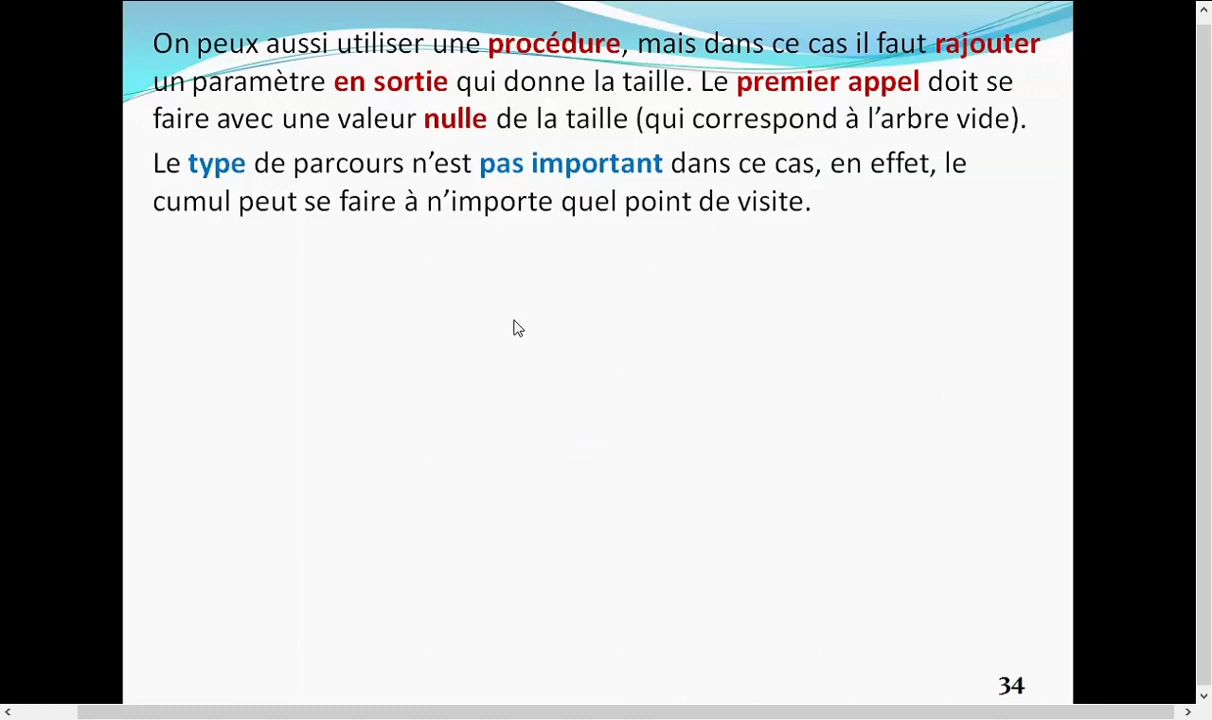 On peux aussi utiliser une procédure, mais dans ce cas il faut rajouter
un paramètre en sortie qui donne la taille. Le premier appel doit se
faire avec une valeur nulle de la taille (qui correspond à l’arbre vide).
Le type de parcours n’est pas important dans ce cas, en effet, le
cumul peut se faire à n’importe quel point de visite.
34